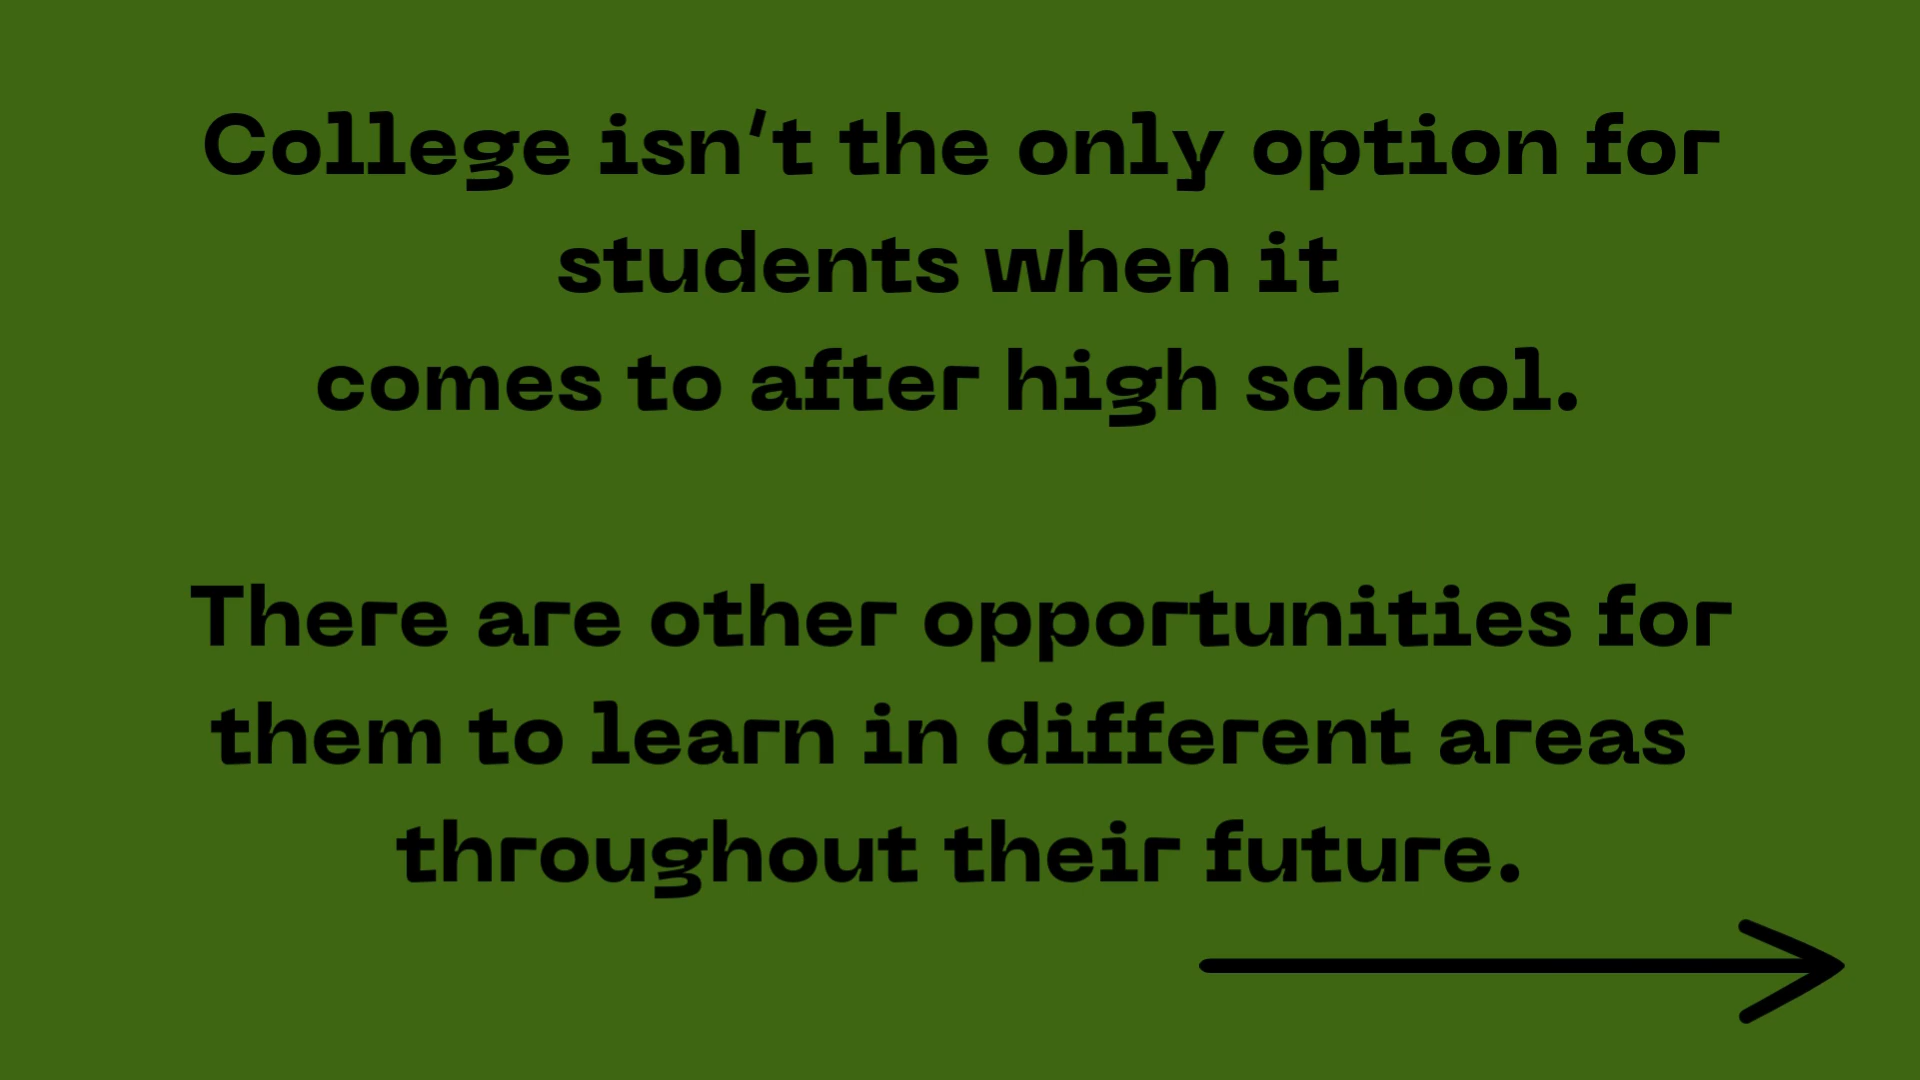 College isn't the only option for
students when it
comes to after high school.
There are other opportunities for
them to learn in different areas
throughout their future.